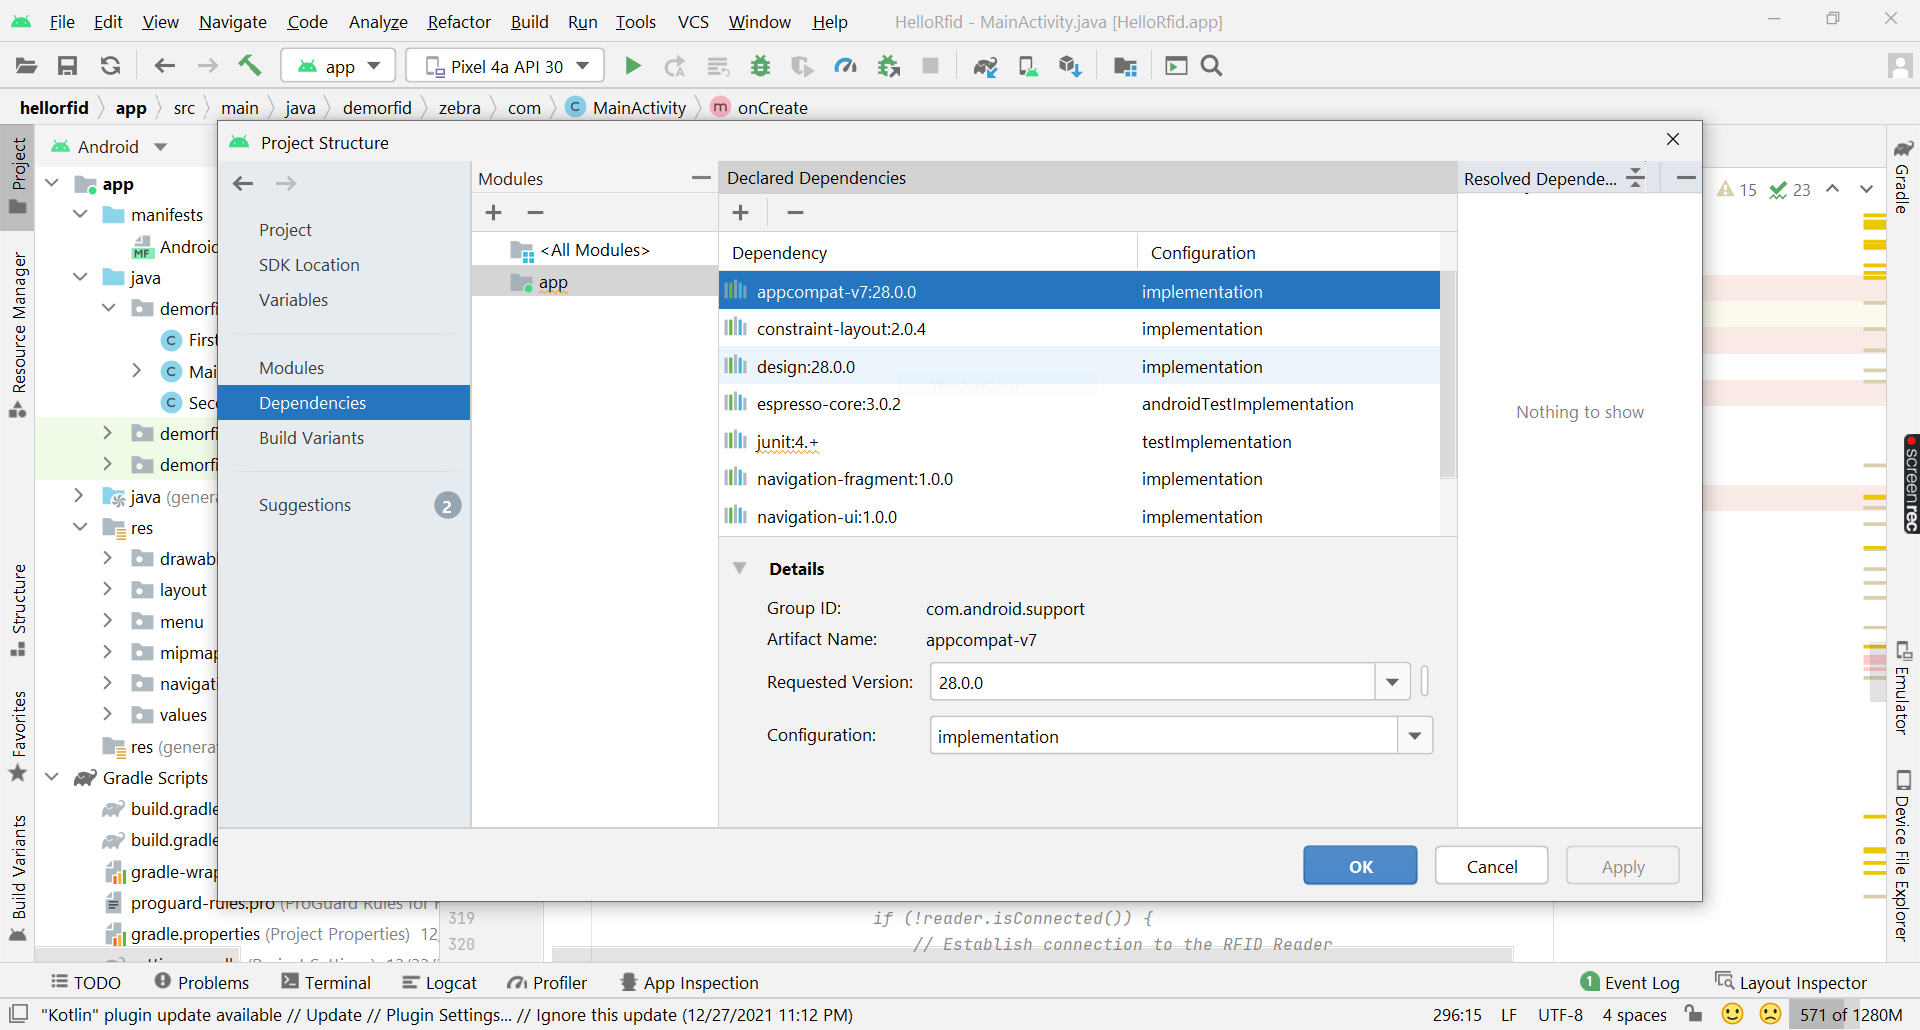 File Edit View Navigate Code Analyze Refactor Build Run Tools VCS Window Help HelloRfid - MainActivity.java [HelloRfid.app]
app Pixel 4a API 30
hellorfid app src main java demorfid zebra com C MainActivity m onCreate
Project
Resource Manager
Structure
Favorites
Build Variants
Android
app
manifests
MF Android
java
demorfi
C First
C Mai
C Seco
demorfi
demorfi
java (genera
res
drawab
layout
menu
mipmap
navigati
values
res (genera
Gradle Scripts
build.gradle
build.gradle
gradle-wrap
proguard-rules.pro (ProGuard Rules for
gradle.properties (Project Properties) 12
Project Structure
Project
SDK Location
Variables
Modules
Dependencies
Build Variants
Suggestions 2
Modules
<All Modules>
app
Declared Dependencies
Dependency Configuration
appcompat-v7:28.0.0 implementation
constraint-layout:2.0.4 implementation
design:28.0.0 implementation
Window Snip
espresso-core:3.0.2 androidTestImplementation
junit:4.+ testImplementation
navigation-fragment:1.0.0 implementation
navigation-ui:1.0.0 implementation
Details
Group ID: com.android.support
Artifact Name: appcompat-v7
Requested Version: 28.0.0
Configuration: implementation
Resolved Depende...
Nothing to show
OK Cancel Apply
15 23
319 if (!reader.isConnected()) {
320 // Establish connection to the RFID Reader
Gradle
screenrec
Emulator
Device File Explorer
TODO Problems Terminal Logcat Profiler App Inspection 1 Event Log Layout Inspector
"Kotlin" plugin update available // Update // Plugin Settings... // Ignore this update (12/27/2021 11:12 PM) 296:15 LF UTF-8 4 spaces 571 of 1280M